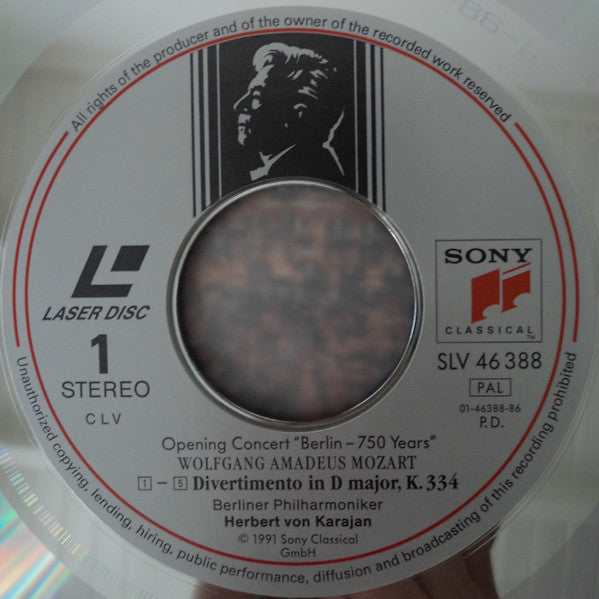 All rights of the producer and of the owner of the recorded work reserved
LASER DISC
1
STEREO
CLV
SONY
CLASSICAL™
SLV 46 388
PAL
01-46388-86
P.D.
Opening Concert "Berlin – 750 Years"
WOLFGANG AMADEUS MOZART
1 – 5 Divertimento in D major, K. 334
Berliner Philharmoniker
Herbert von Karajan
© 1991 Sony Classical
GmbH
Unauthorized copying, lending, hiring, public performance, diffusion and broadcasting of this recording prohibited